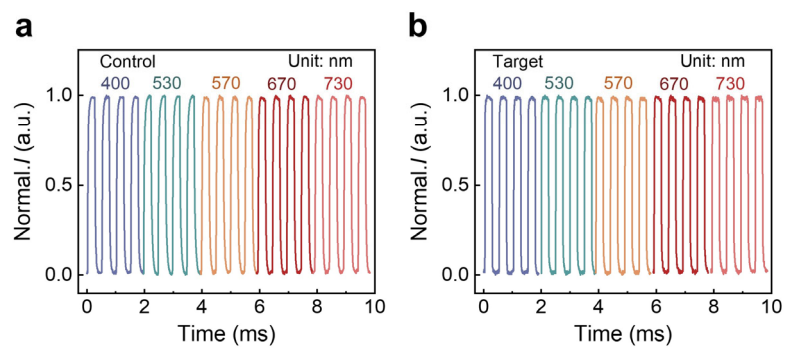 a
Control Unit: nm
400 530 570 670 730
1.0
0.5
0.0
Normal.I (a.u.)
0 2 4 6 8 10
Time (ms)
b
Target Unit: nm
400 530 570 670 730
1.0
0.5
0.0
Normal.I (a.u.)
0 2 4 6 8 10
Time (ms)